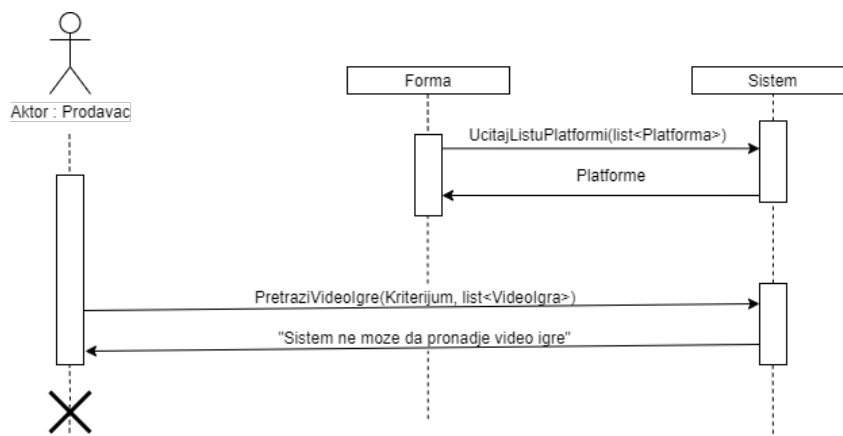 Aktor : Prodavac
Forma
Sistem
UcitajListuPlatformi(list<Platforma>)
Platforme
PretraziVideoIgre(Kriterijum, list<VideoIgra>)
"Sistem ne moze da pronadje video igre"